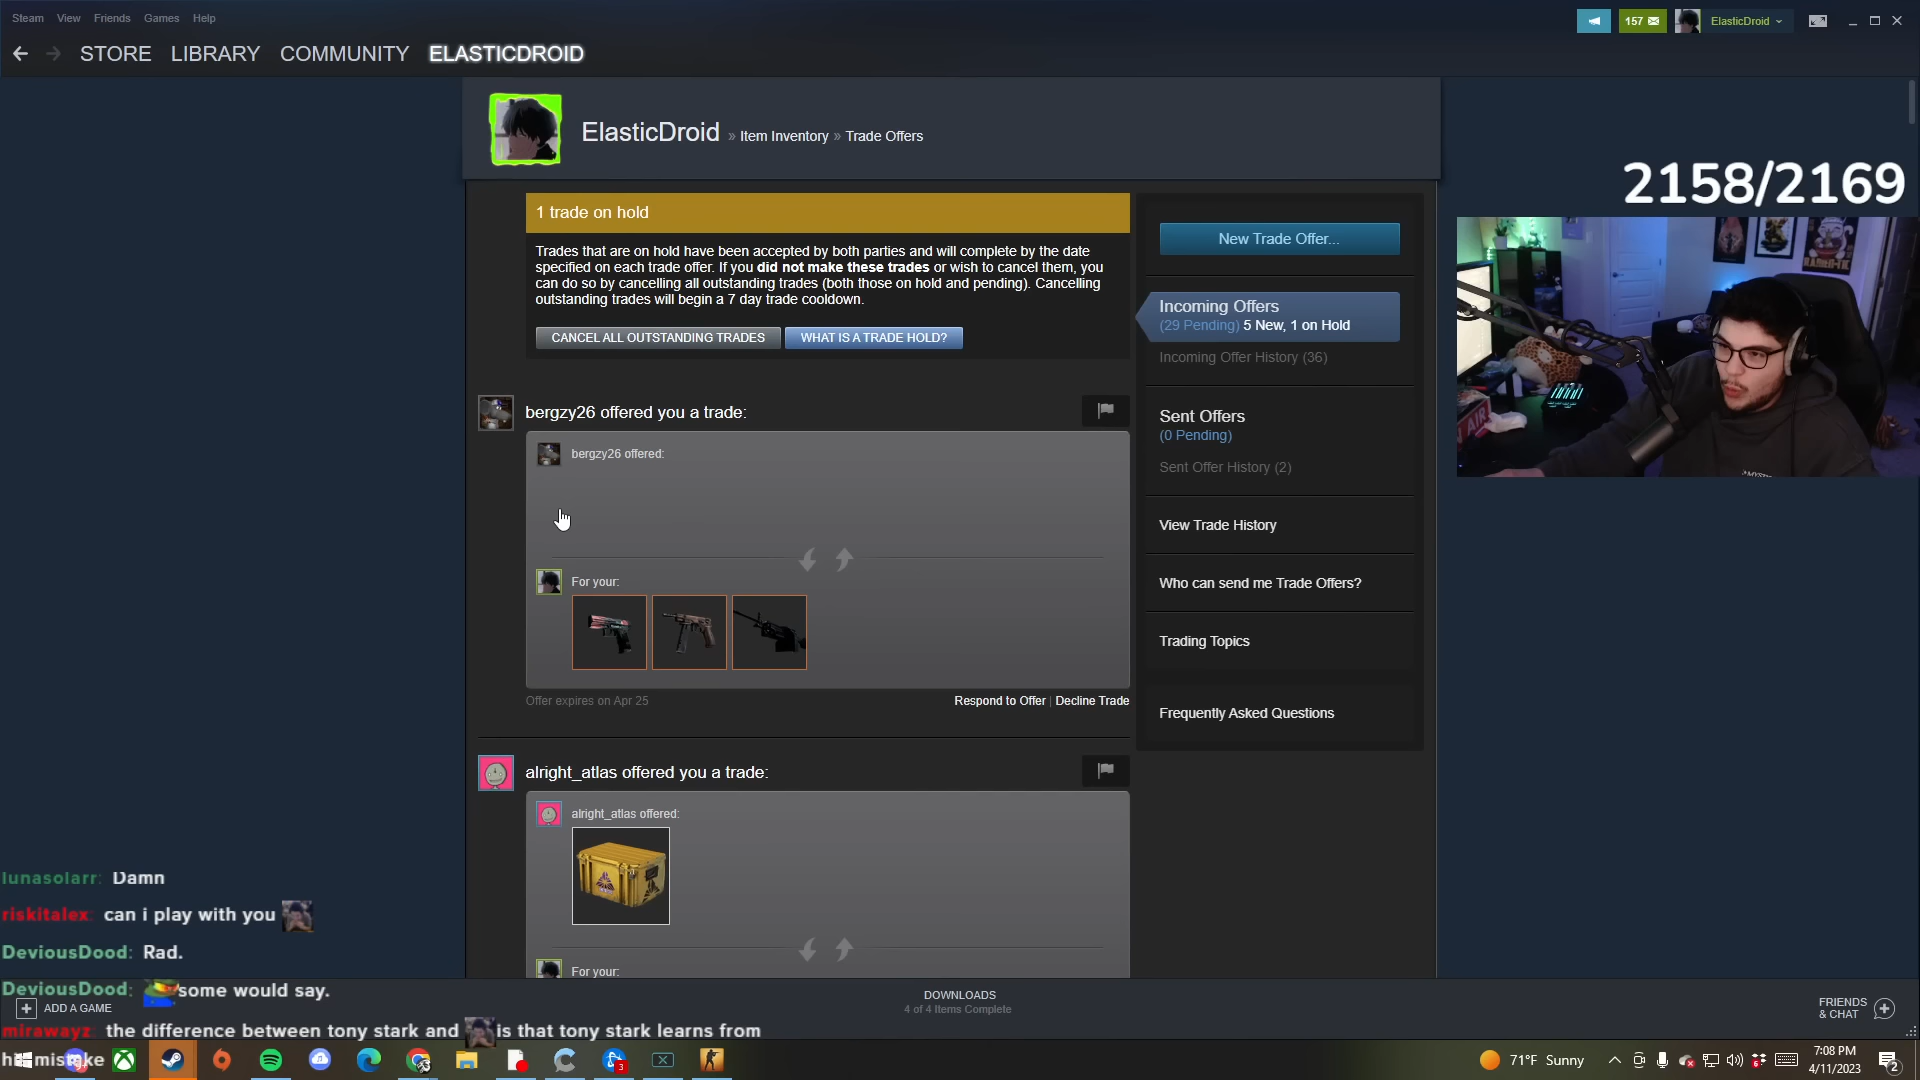 Steam View Friends Games Help
157
ElasticDroid
STORE LIBRARY COMMUNITY ELASTICDROID
ElasticDroid » Item Inventory » Trade Offers
2158/2169
1 trade on hold
Trades that are on hold have been accepted by both parties and will complete by the date
specified on each trade offer. If you did not make these trades or wish to cancel them, you
can do so by cancelling all outstanding trades (both those on hold and pending). Cancelling
outstanding trades will begin a 7 day trade cooldown.
CANCEL ALL OUTSTANDING TRADES WHAT IS A TRADE HOLD?
New Trade Offer...
Incoming Offers
(29 Pending) 5 New, 1 on Hold
Incoming Offer History (36)
Sent Offers
(0 Pending)
Sent Offer History (2)
View Trade History
Who can send me Trade Offers?
Trading Topics
Frequently Asked Questions
ON AIR
bergzy26 offered you a trade:
bergzy26 offered:
For your:
Offer expires on Apr 25
Respond to Offer | Decline Trade
alright_atlas offered you a trade:
alright_atlas offered:
For your:
lunasolarr: Damn
riskitalex: can i play with you
DeviousDood: Rad.
DeviousDood: some would say.
mirawayz: the difference between tony stark and is that tony stark learns from
his mistake
ADD A GAME
DOWNLOADS
4 of 4 Items Complete
FRIENDS
& CHAT
3
71°F Sunny
7:08 PM
4/11/2023
2